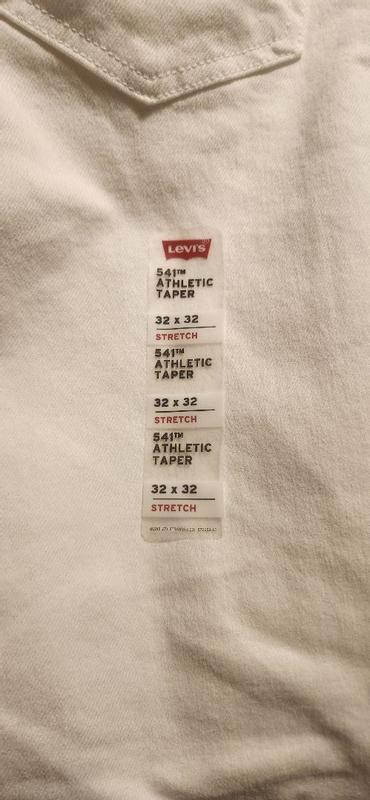 Levi's
541™
ATHLETIC
TAPER
32 x 32
STRETCH
541™
ATHLETIC
TAPER
32 x 32
STRETCH
541™
ATHLETIC
TAPER
32 x 32
STRETCH